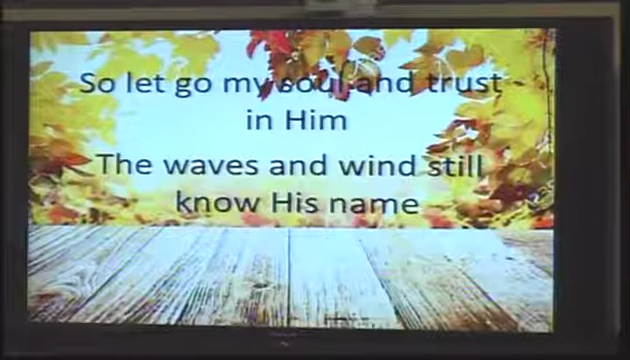 So let go my soul and trust
in Him
The waves and wind still
know His name